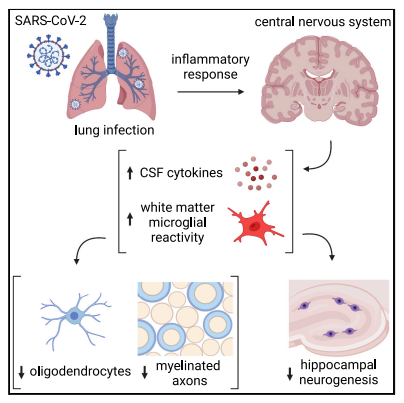 SARS-CoV-2
central nervous system
inflammatory
response
lung infection
CSF cytokines
white matter
microglial
reactivity
oligodendrocytes
myelinated
axons
hippocampal
neurogenesis